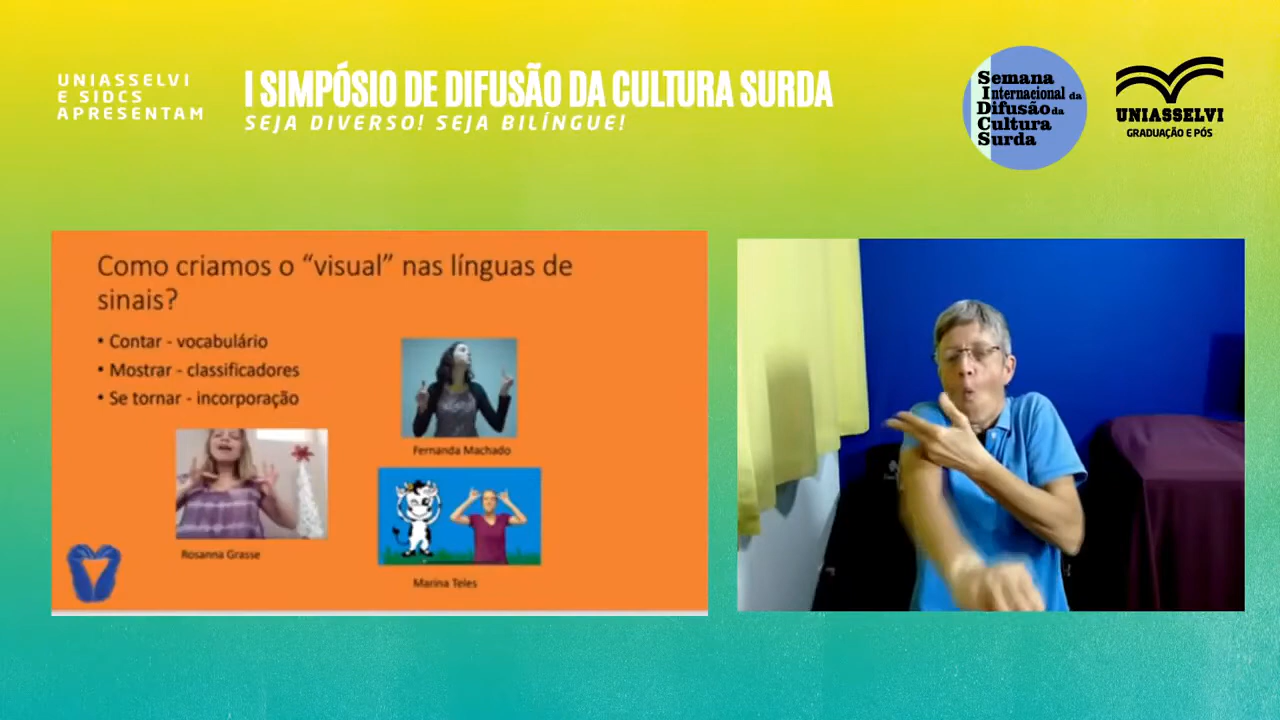 UNIASSELVI
E SIDCS
APRESENTAM
I SIMPÓSIO DE DIFUSÃO DA CULTURA SURDA
SEJA DIVERSO! SEJA BILÍNGUE!
Semana
Internacional da
Difusão da
Cultura
Surda
UNIASSELVI
GRADUAÇÃO E PÓS
Como criamos o “visual” nas línguas de
sinais?
• Contar - vocabulário
• Mostrar - classificadores
• Se tornar - incorporação
Fernanda Machado
Rosanna Grasse
Marina Teles